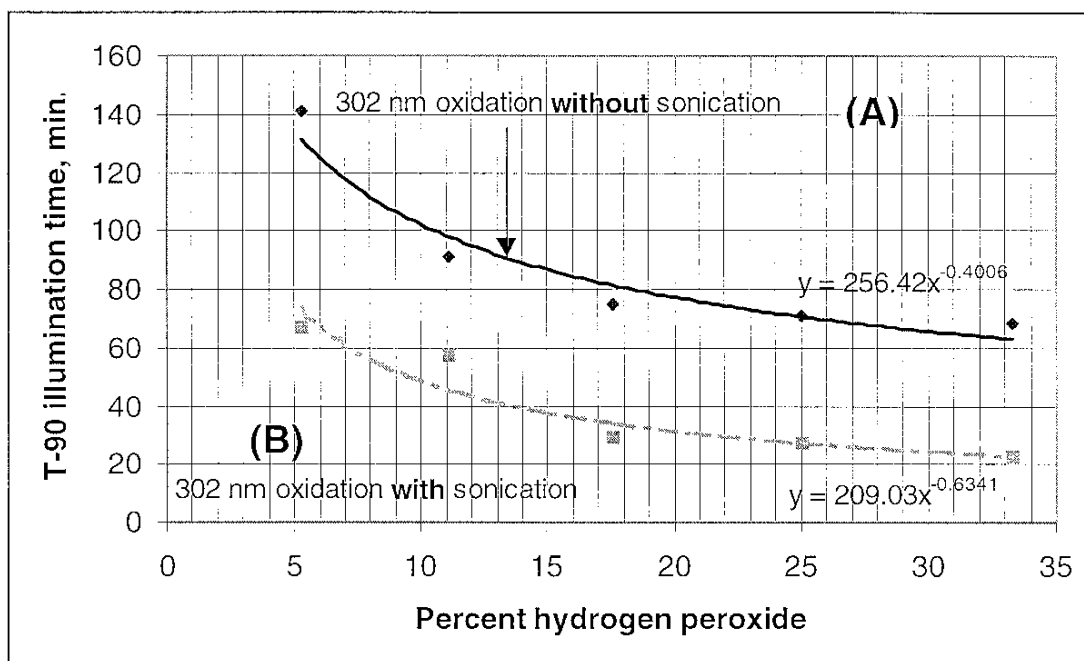 160
140
120
100
80
60
40
20
0
T-90 illumination time, min.
302 nm oxidation without sonication
(A)
y = 256.42x^-0.4006
(B)
302 nm oxidation with sonication
y = 209.03x^-0.6341
0 5 10 15 20 25 30 35
Percent hydrogen peroxide